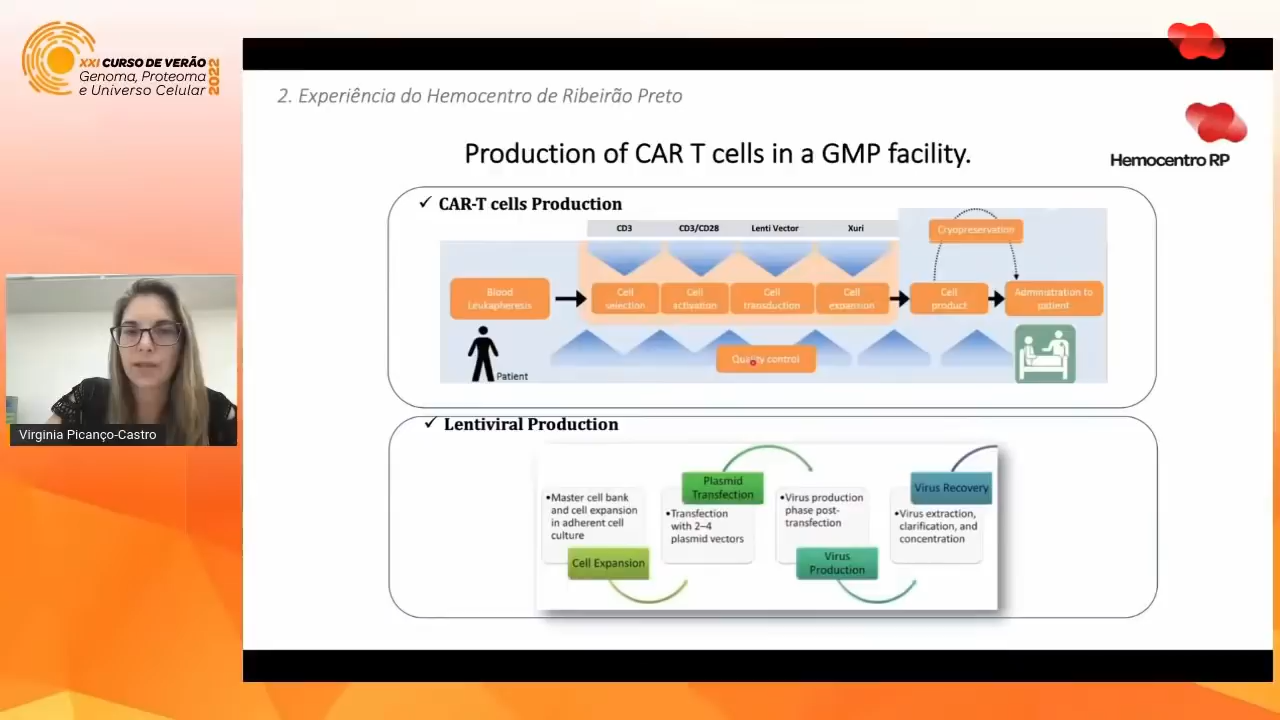 XXI CURSO DE VERÃO
Genoma, Proteoma
e Universo Celular
2022
2. Experiência do Hemocentro de Ribeirão Preto
Production of CAR T cells in a GMP facility.
Hemocentro RP
✓ CAR-T cells Production
CD3
CD3/CD28
Lenti Vector
Xuri
Cryopreservation
Blood
Leukapheresis
Cell
selection
Cell
activation
Cell
transduction
Cell
expansion
Cell
product
Administration to
patient
Quality control
Patient
Virginia Picanço-Castro
✓ Lentiviral Production
•Master cell bank
and cell expansion
in adherent cell
culture
Cell Expansion
Plasmid
Transfection
•Transfection
with 2–4
plasmid vectors
•Virus production
phase post-
transfection
Virus
Production
Virus Recovery
•Virus extraction,
clarification, and
concentration